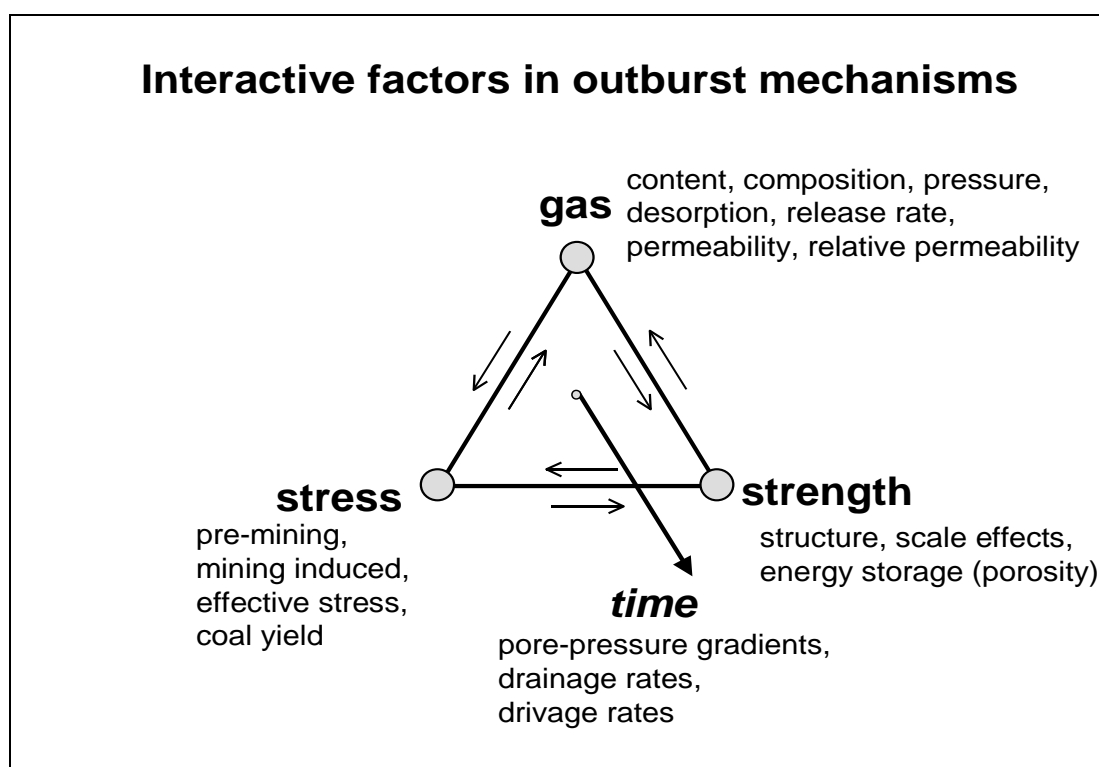 Interactive factors in outburst mechanisms
gas
content, composition, pressure,
desorption, release rate,
permeability, relative permeability
stress
pre-mining,
mining induced,
effective stress,
coal yield
strength
structure, scale effects,
energy storage (porosity)
time
pore-pressure gradients,
drainage rates,
drivage rates